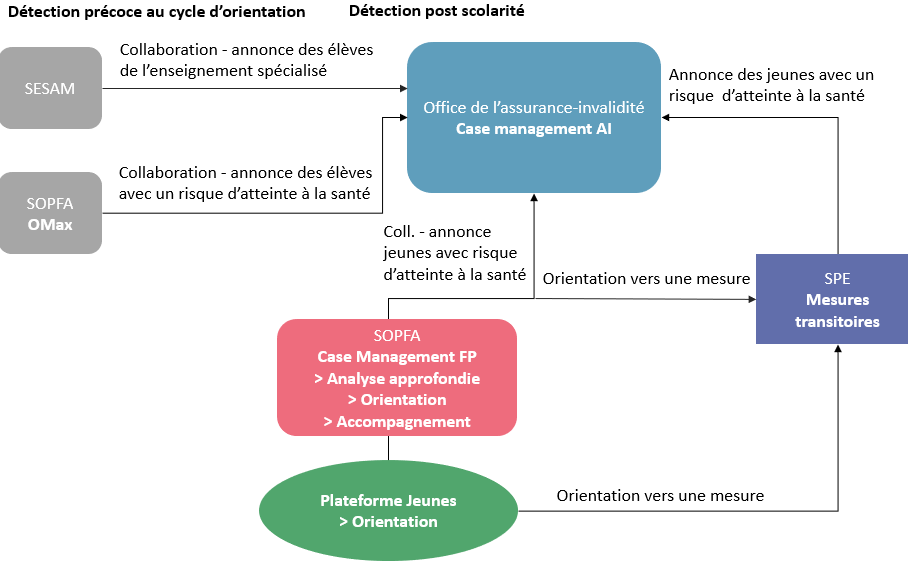 Détection précoce au cycle d’orientation
Détection post scolarité
Collaboration - annonce des élèves
de l’enseignement spécialisé
SESAM
Office de l’assurance-invalidité
Case management AI
Annonce des jeunes avec un
risque  d’atteinte à la santé
Collaboration - annonce des élèves
avec un risque d’atteinte à la santé
SOPFA
OMax
Coll. - annonce
jeunes avec risque
d’atteinte à la santé
Orientation vers une mesure
SPE
Mesures
transitoires
SOPFA
Case Management FP
> Analyse approfondie
> Orientation
> Accompagnement
Plateforme Jeunes
> Orientation
Orientation vers une mesure